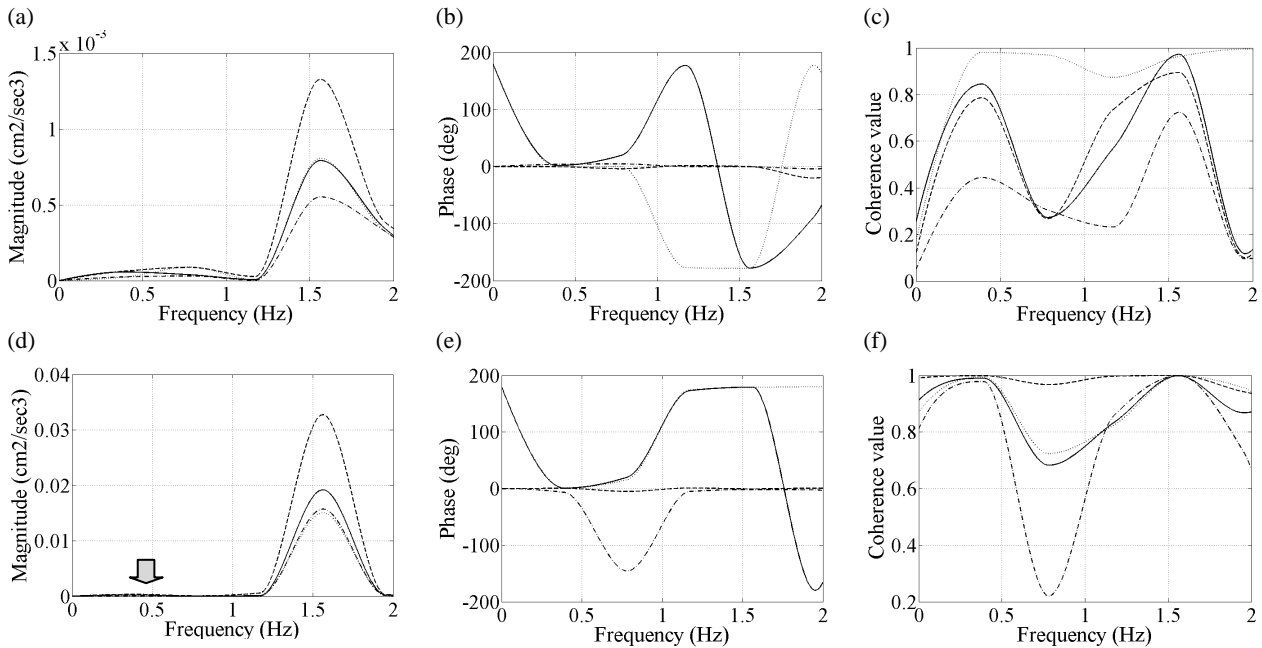 (a) (b) (c)
x 10⁻³
1.5
1
0.5
0
0 0.5 1 1.5 2
Magnitude (cm2/sec3)
Frequency (Hz)
200
100
0
-100
-200
0 0.5 1 1.5 2
Phase (deg)
Frequency (Hz)
1
0.8
0.6
0.4
0.2
0
0 0.5 1 1.5 2
Coherence value
Frequency (Hz)
(d) (e) (f)
0.04
0.03
0.02
0.01
0
0 0.5 1 1.5 2
Magnitude (cm2/sec3)
Frequency (Hz)
200
100
0
-100
-200
0 0.5 1 1.5 2
Phase (deg)
Frequency (Hz)
1
0.8
0.6
0.4
0.2
0 0.5 1 1.5 2
Coherence value
Frequency (Hz)